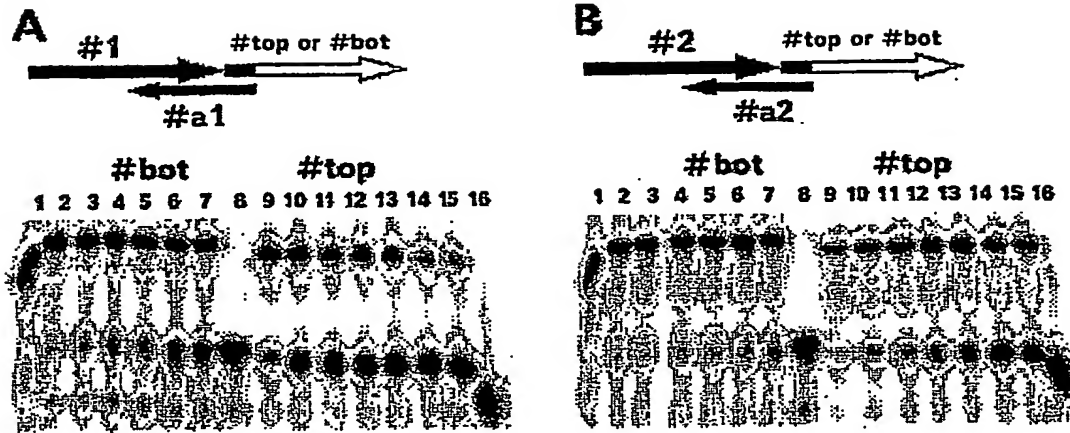 A
#1
#top or #bot
#a1
#bot #top
1 2 3 4 5 6 7 8 9 10 11 12 13 14 15 16
B
#2
#top or #bot
#a2
#bot #top
1 2 3 4 5 6 7 8 9 10 11 12 13 14 15 16